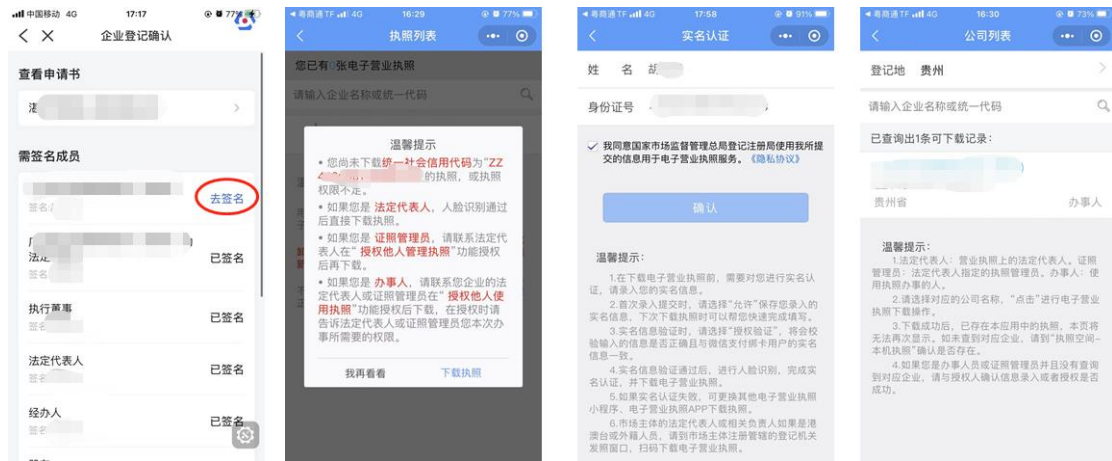 中国移动 4G 17:17 77%
企业登记确认
查看申请书
湛
需签名成员
去签名
签名:
法定
已签名
签名
执行董事
已签名
签名
法定代表人
已签名
签名
经办人
已签名
签名
粤商通TF 4G 16:29 77%
执照列表
您已有 张电子营业执照
请输入企业名称或统一代码
温馨提示
• 您尚未下载统一社会信用代码为“ZZ
的执照，或执照
权限不足。
• 如果您是 法定代表人，人脸识别通过
后直接下载执照。
• 如果您是 证照管理员，请联系法定代
表人在“ 授权他人管理执照”功能授权
后再下载。
• 如果您是 办事人，请联系您企业的法
定代表人或证照管理员在“ 授权他人使
用执照”功能授权后下载，在授权时请
告诉法定代表人或证照管理员您本次办
事所需要的权限。
我再看看 下载执照
粤商通TF 4G 17:58 91%
实名认证
姓 名 胡
身份证号
我同意国家市场监督管理总局登记注册局使用我所提
交的信息用于电子营业执照服务。《隐私协议》
确认
温馨提示：
1.在下载电子营业执照前，需要对您进行实名认
证，请录入您的实名信息。
2.首次录入提交时，请选择“允许”保存您录入的
实名信息，下次下载执照时可以帮您快速完成填写。
3.实名信息验证时，请选择“授权验证”，将会校
验输入的信息是否正确且与微信支付绑卡用户的实名
信息一致。
4.实名信息验证通过后，进行人脸识别，完成实
名认证，并下载电子营业执照。
5.如果实名认证失败，可更换其他电子营业执照
小程序、电子营业执照APP下载执照。
6.市场主体的法定代表人或相关负责人如果是港
澳台或外籍人员，请到市场主体注册管辖的登记机关
发照窗口，扫码下载电子营业执照。
粤商通TF 4G 16:30 73%
公司列表
登记地 贵州
请输入企业名称或统一代码
已查询出1条可下载记录：
贵州省 办事人
温馨提示：
1.法定代表人：营业执照上的法定代表人。证照
管理员：法定代表人指定的执照管理员。办事人：使
用执照办事的人。
2.请选择对应的公司名称，“点击”进行电子营业
执照下载操作。
3.下载成功后，已存在本应用中的执照，本页将
无法再次显示。如未查到对应企业，请到“执照空间-
本机执照”确认是否存在。
4.如果您是办事人员或证照管理员并且没有查询
到对应企业，请与授权人确认信息录入或者授权是否
成功。